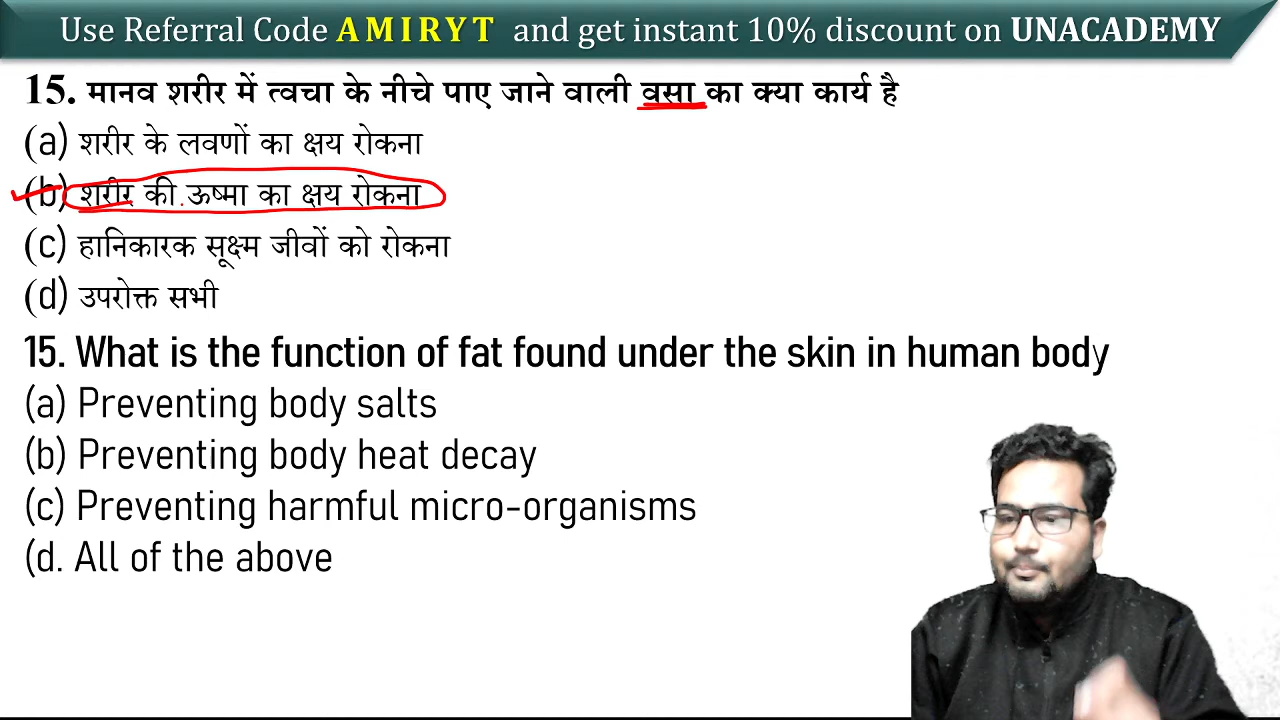 Use Referral Code AMIRYT and get instant 10% discount on UNACADEMY
15. मानव शरीर में त्वचा के नीचे पाए जाने वाली वसा का क्या कार्य है
(a) शरीर के लवणों का क्षय रोकना
(b) शरीर की ऊष्मा का क्षय रोकना
(c) हानिकारक सूक्ष्म जीवों को रोकना
(d) उपरोक्त सभी
15. What is the function of fat found under the skin in human body
(a) Preventing body salts
(b) Preventing body heat decay
(c) Preventing harmful micro-organisms
(d. All of the above